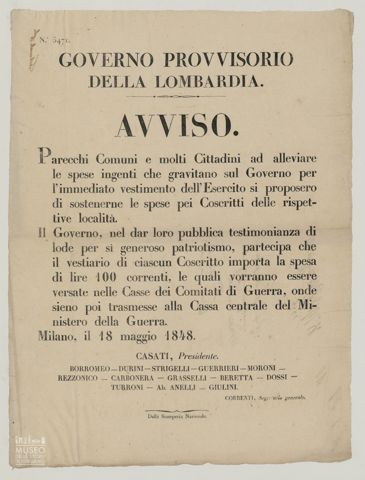 N.° 5471.
GOVERNO PROVVISORIO
DELLA LOMBARDIA.
AVVISO.
Parecchi Comuni e molti Cittadini ad alleviare
le spese ingenti che gravitano sul Governo per
l'immediato vestimento dell'Esercito si proposero
di sostenerne le spese pei Coscritti delle rispet-
tive località.
Il Governo, nel dar loro pubblica testimonianza di
lode per sì generoso patriotismo, partecipa che
il vestiario di ciascun Coscritto importa la spesa
di lire 100 correnti, le quali vorranno essere
versate nelle Casse dei Comitati di Guerra, onde
sieno poi trasmesse alla Cassa centrale del Mi-
nistero della Guerra.
Milano, il 18 maggio 1848.
CASATI, Presidente.
BORROMEO — DURINI — STRIGELLI — GUERRIERI — MORONI —
REZZONICO — CARBONERA — GRASSELLI — BERETTA — DOSSI —
TURRONI — Ab. ANELLI — GIULINI.
CORRENTI, Segretario generale.
Dalla Stamperia Nazionale.
MUSEO